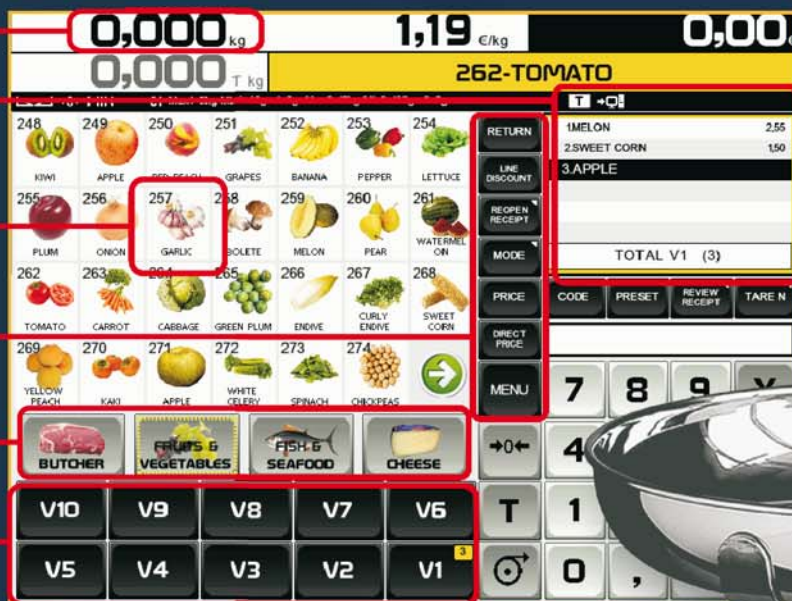 0,000 kg
1,19 €/kg
0,00
0,000 T kg
262-TOMATO
T
248
249
250
251
252
253
254
KIWI
APPLE
RED PEACH
GRAPES
BANANA
PEPPER
LETTUCE
255
256
257
258
259
260
261
PLUM
ONION
GARLIC
BOLETE
MELON
PEAR
WATERMEL
ON
262
263
264
265
266
267
268
TOMATO
CARROT
CABBAGE
GREEN PLUM
ENDIVE
CURLY
ENDIVE
SWEET
CORN
269
270
271
272
273
274
YELLOW
PEACH
KAKI
APPLE
WHITE
CELERY
SPINACH
CHICKPEAS
RETURN
LINE
DISCOUNT
REOPEN
RECEIPT
MODE
PRICE
DIRECT
PRICE
MENU
1.MELON 2,55
2.SWEET CORN 1,50
3.APPLE
TOTAL V1 (3)
CODE
PRESET
REVIEW
RECEIPT
TARE N
BUTCHER
FRUITS &
VEGETABLES
FISH &
SEAFOOD
CHEESE
V10
V9
V8
V7
V6
V5
V4
V3
V2
V1
3
→0←
T
7
8
9
4
1
0
,